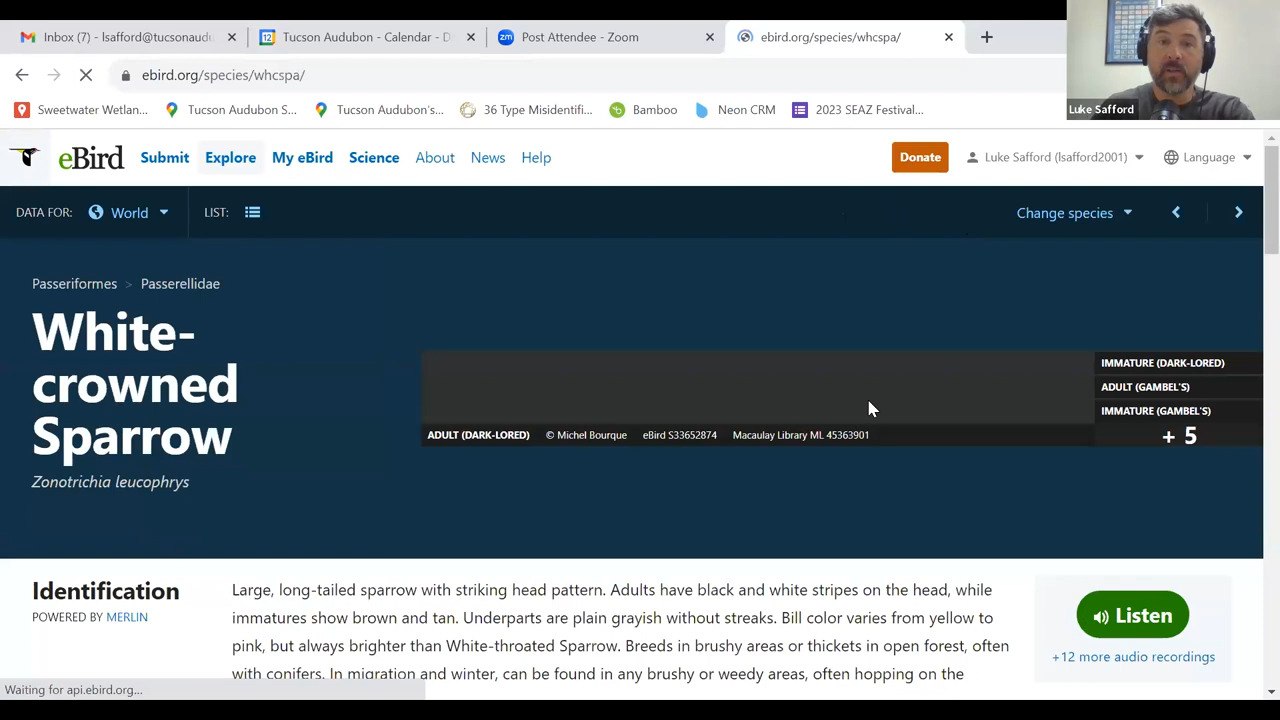 Inbox (7) - lsafford@tucsonaud
Tucson Audubon - Calendar - D
Post Attendee - Zoom
ebird.org/species/whcspa/
ebird.org/species/whcspa/
Luke Safford
Sweetwater Wetlan...
Tucson Audubon S...
Tucson Audubon's...
36 Type Misidentifi...
Bamboo
Neon CRM
2023 SEAZ Festival...
eBird
Submit
Explore
My eBird
Science
About
News
Help
Donate
Luke Safford (lsafford2001)
Language
DATA FOR:
World
LIST:
Change species
Passeriformes > Passerellidae
White-
crowned
Sparrow
Zonotrichia leucophrys
IMMATURE (DARK-LORED)
ADULT (GAMBEL'S)
IMMATURE (GAMBEL'S)
+ 5
ADULT (DARK-LORED) © Michel Bourque eBird S33652874 Macaulay Library ML 45363901
Identification
POWERED BY MERLIN
Large, long-tailed sparrow with striking head pattern. Adults have black and white stripes on the head, while
immatures show brown and tan. Underparts are plain grayish without streaks. Bill color varies from yellow to
pink, but always brighter than White-throated Sparrow. Breeds in brushy areas or thickets in open forest, often
with conifers. In migration and winter, can be found in any brushy or weedy areas, often hopping on the
Listen
+12 more audio recordings
Waiting for api.ebird.org...